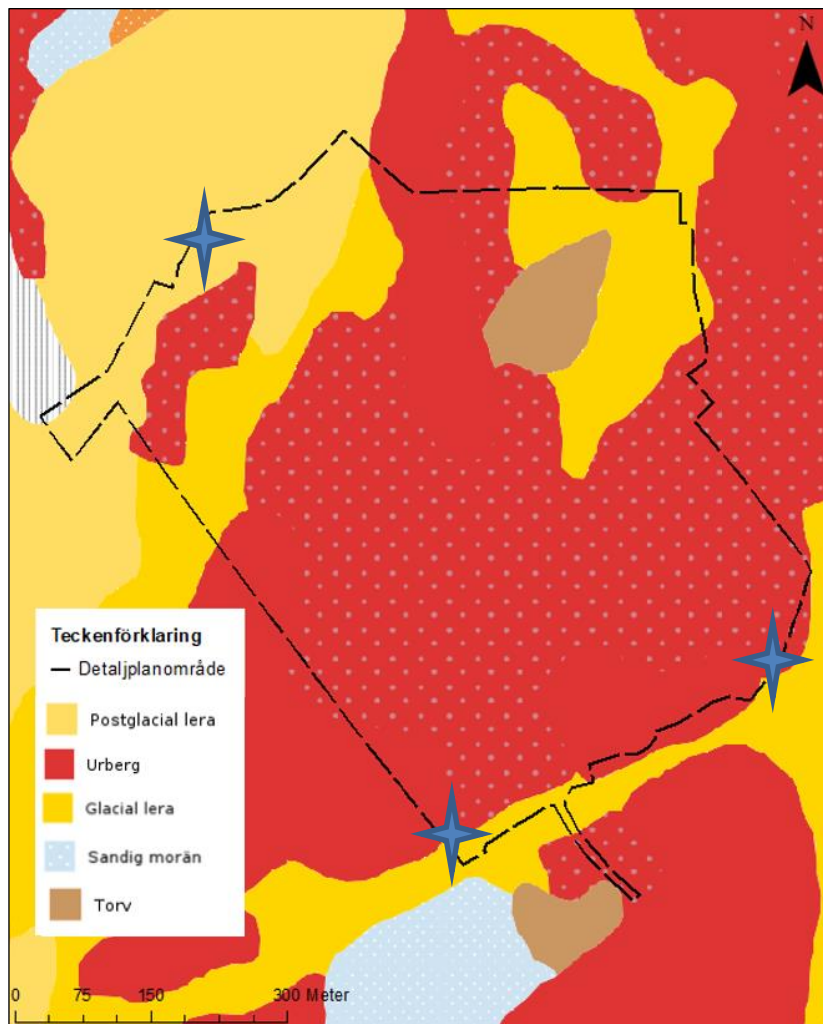 N
Teckenförklaring
Detaljplanområde
Postglacial lera
Urberg
Glacial lera
Sandig morän
Torv
0 75 150 300 Meter